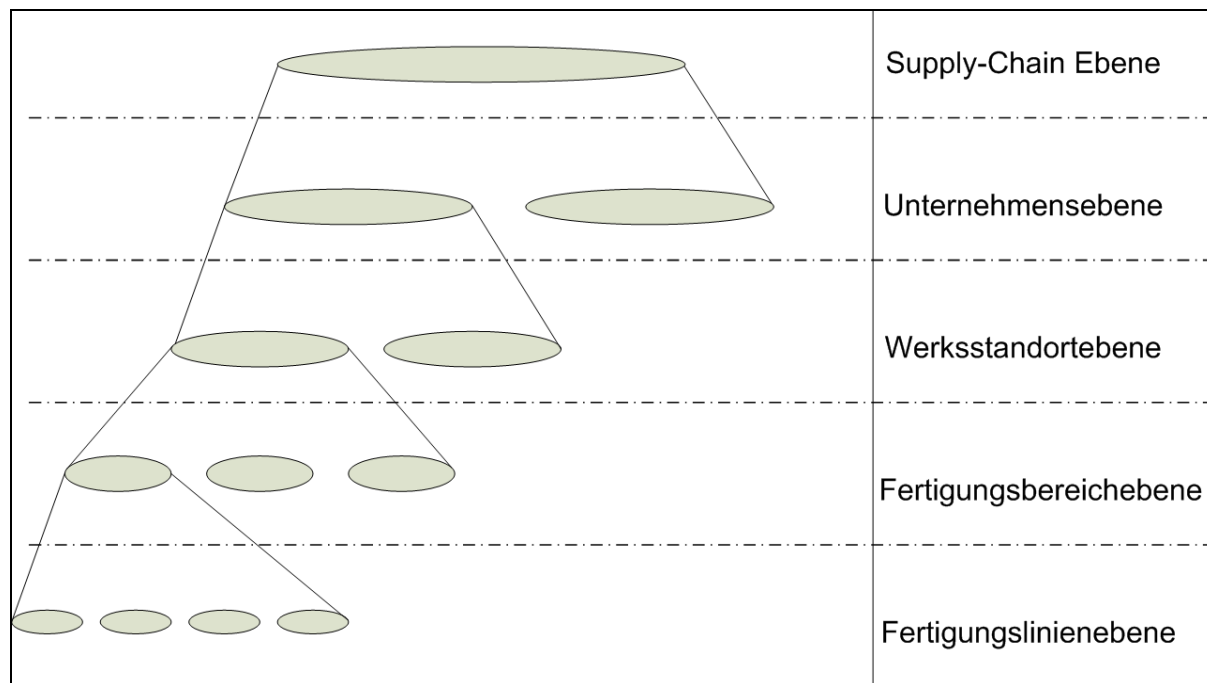 Supply-Chain Ebene
Unternehmensebene
Werksstandortebene
Fertigungsbereichebene
Fertigungslinienebene